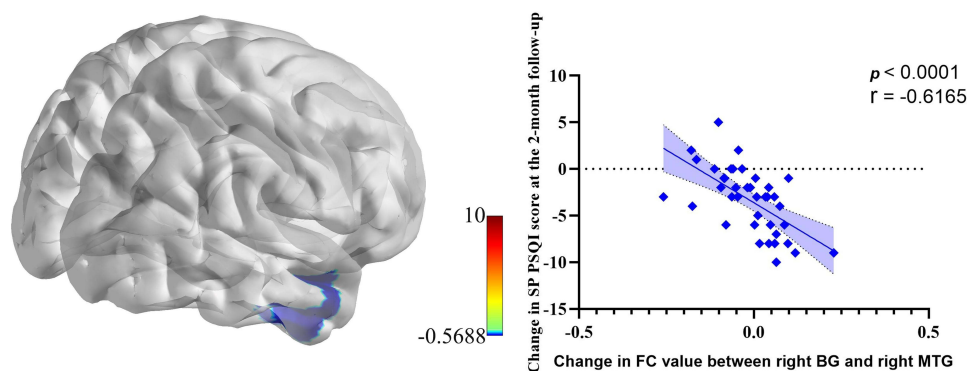 10
-0.5688
Change in SP PSQI score at the 2-month follow-up
10
5
0
-5
-10
-15
-0.5
0.0
0.5
Change in FC value between right BG and right MTG
p < 0.0001
r = -0.6165